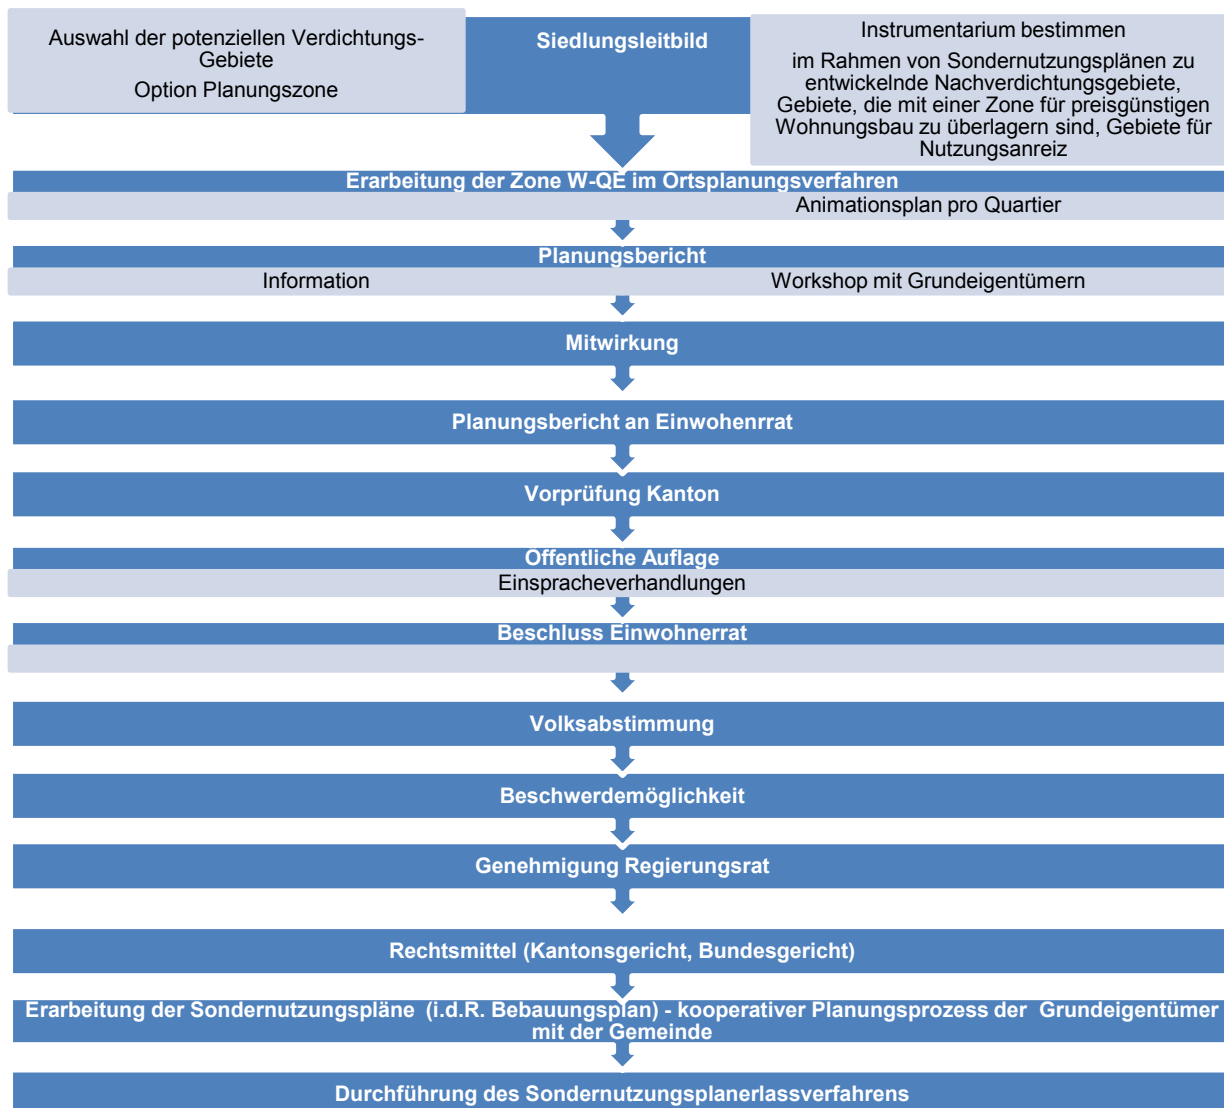 Auswahl der potenziellen Verdichtungs-
Gebiete
Option Planungszone
Siedlungsleitbild
Instrumentarium bestimmen
im Rahmen von Sondernutzungsplänen zu
entwickelnde Nachverdichtungsgebiete,
Gebiete, die mit einer Zone für preisgünstigen
Wohnungsbau zu überlagern sind, Gebiete für
Nutzungsanreiz
Erarbeitung der Zone W-QE im Ortsplanungsverfahren
Animationsplan pro Quartier
Planungsbericht
Information
Workshop mit Grundeigentümern
Mitwirkung
Planungsbericht an Einwohenrrat
Vorprüfung Kanton
Öffentliche Auflage
Einspracheverhandlungen
Beschluss Einwohnerrat
Volksabstimmung
Beschwerdemöglichkeit
Genehmigung Regierungsrat
Rechtsmittel (Kantonsgericht, Bundesgericht)
Erarbeitung der Sondernutzungspläne (i.d.R. Bebauungsplan) - kooperativer Planungsprozess der Grundeigentümer
mit der Gemeinde
Durchführung des Sondernutzungsplanerlassverfahrens